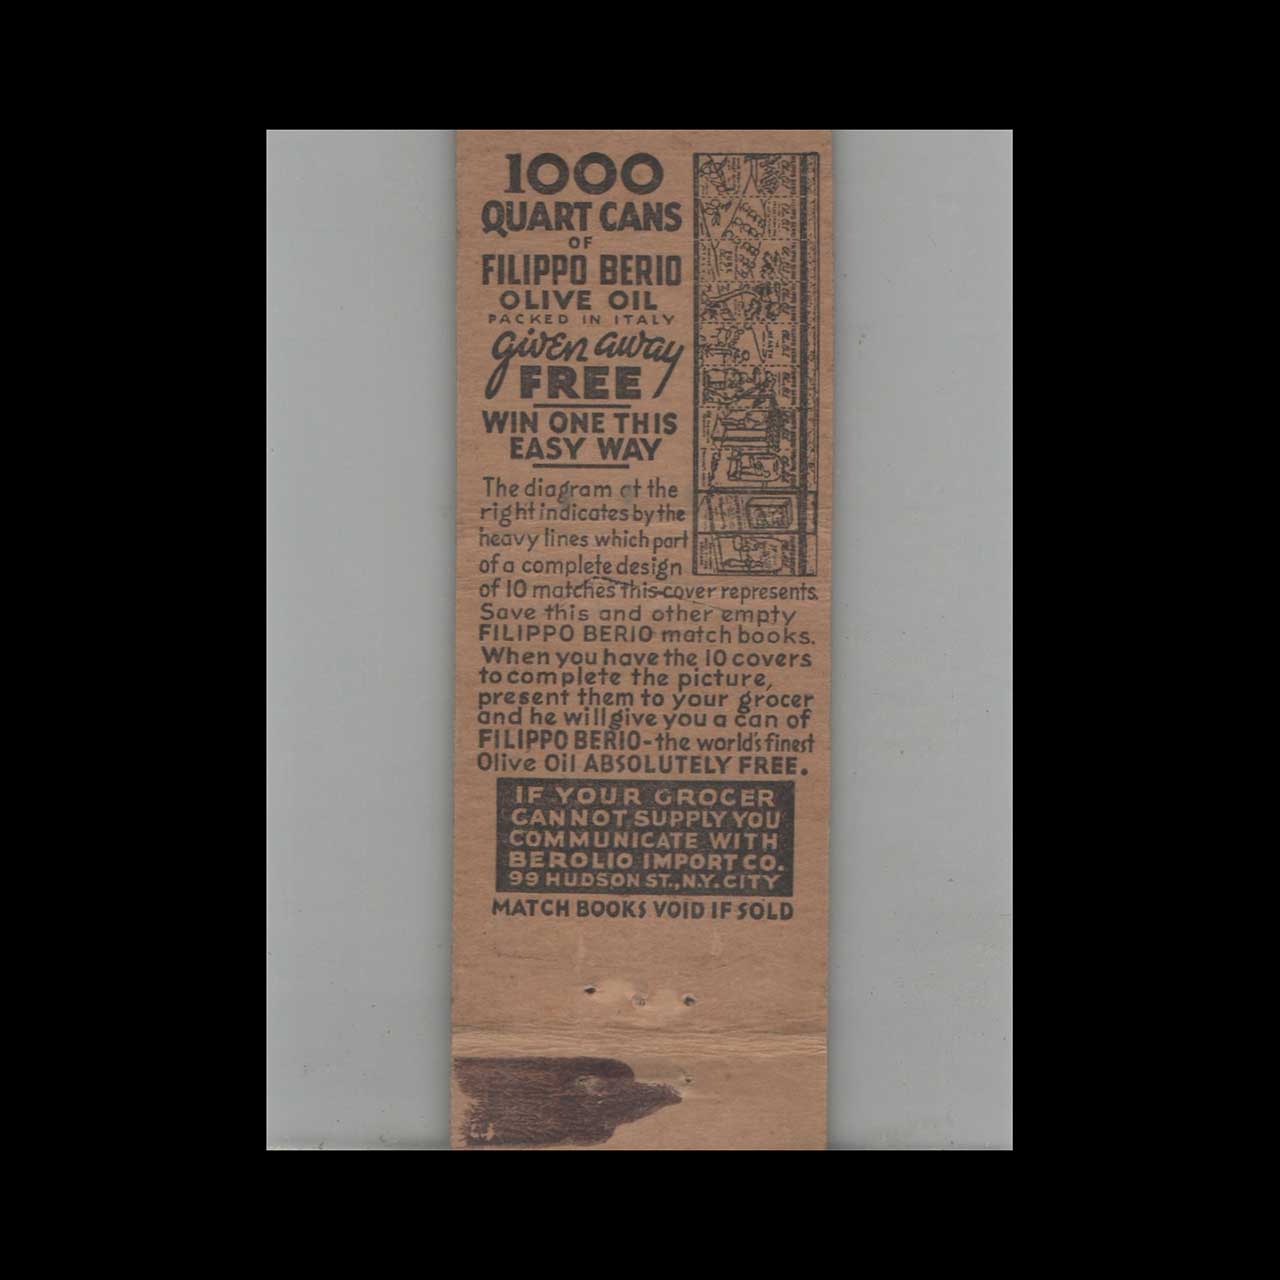 1000
QUART CANS
OF
FILIPPO BERIO
OLIVE OIL
PACKED IN ITALY
given away
FREE
WIN ONE THIS
EASY WAY
The diagram at the
right indicates by the
heavy lines which part
of a complete design
of 10 matches this cover represents.
Save this and other empty
FILIPPO BERIO match books.
When you have the 10 covers
to complete the picture,
present them to your grocer
and he will give you a can of
FILIPPO BERIO-the world's finest
Olive Oil ABSOLUTELY FREE.
IF YOUR GROCER
CANNOT SUPPLY YOU
COMMUNICATE WITH
BEROLIO IMPORT CO.
99 HUDSON ST., N.Y. CITY
MATCH BOOKS VOID IF SOLD